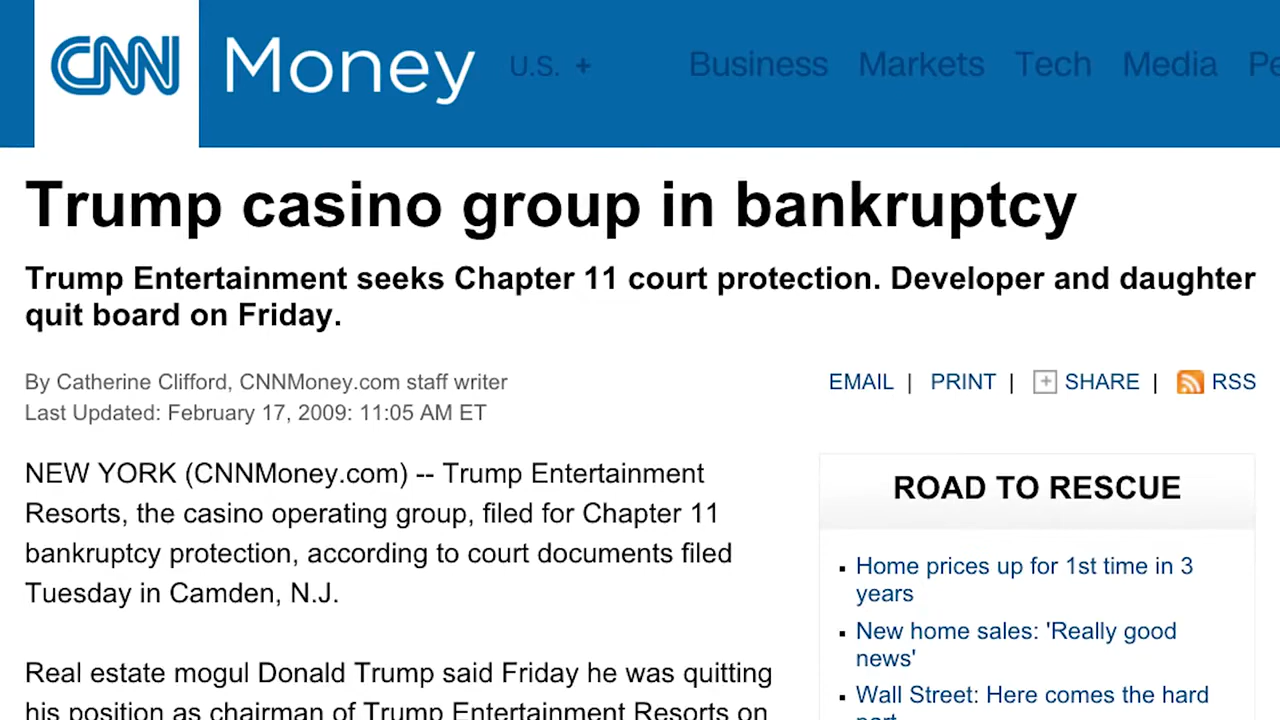 CNN Money U.S. + Business Markets Tech Media Pe
Trump casino group in bankruptcy
Trump Entertainment seeks Chapter 11 court protection. Developer and daughter
quit board on Friday.
By Catherine Clifford, CNNMoney.com staff writer
Last Updated: February 17, 2009: 11:05 AM ET
EMAIL | PRINT | SHARE | RSS
NEW YORK (CNNMoney.com) -- Trump Entertainment
Resorts, the casino operating group, filed for Chapter 11
bankruptcy protection, according to court documents filed
Tuesday in Camden, N.J.
Real estate mogul Donald Trump said Friday he was quitting
his position as chairman of Trump Entertainment Resorts on
ROAD TO RESCUE
Home prices up for 1st time in 3
years
New home sales: 'Really good
news'
Wall Street: Here comes the hard
part